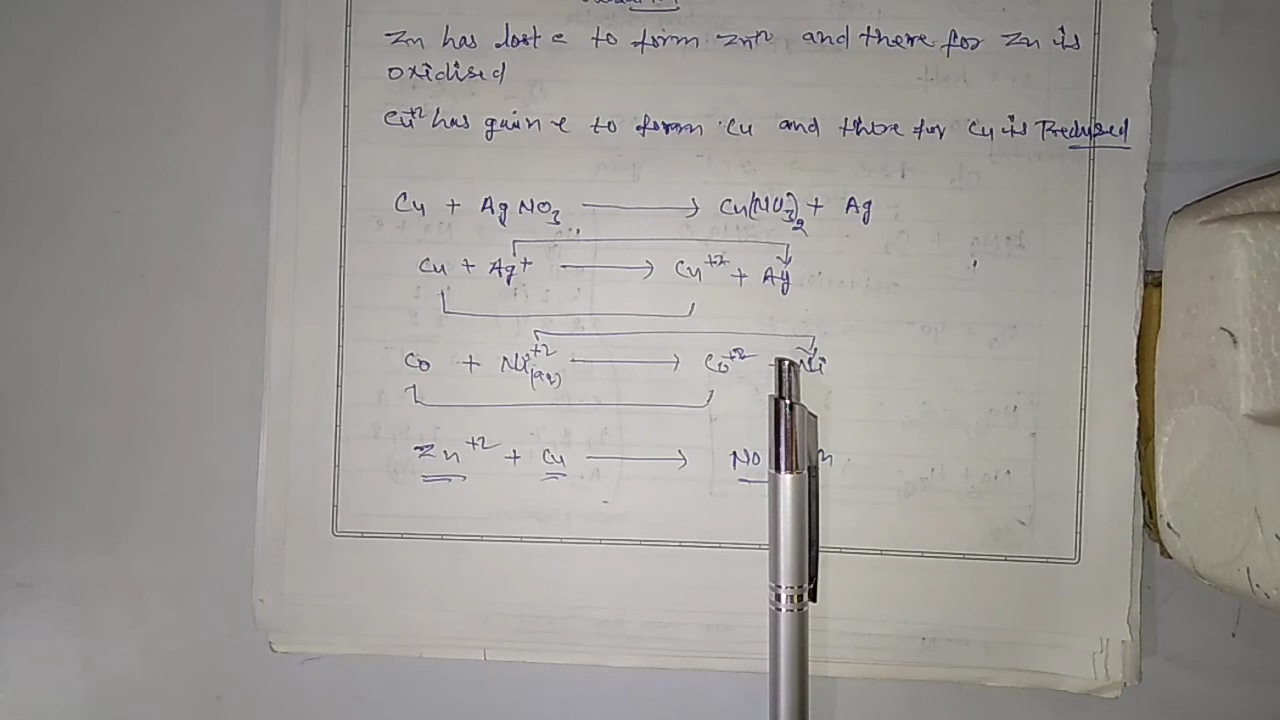 Zn has lost e to form Zn+2 and there for Zn is
oxidised
Cu+2 has gain e to form Cu and there for Cu is Redused
Cu + AgNO3 ⟶ Cu(NO3)2 + Ag
Cu + Ag+ ⟶ Cu+2 + Ag
Co + Ni+2(aq) ⟶ Co+2 Ni
Zn+2 + Cu ⟶ No